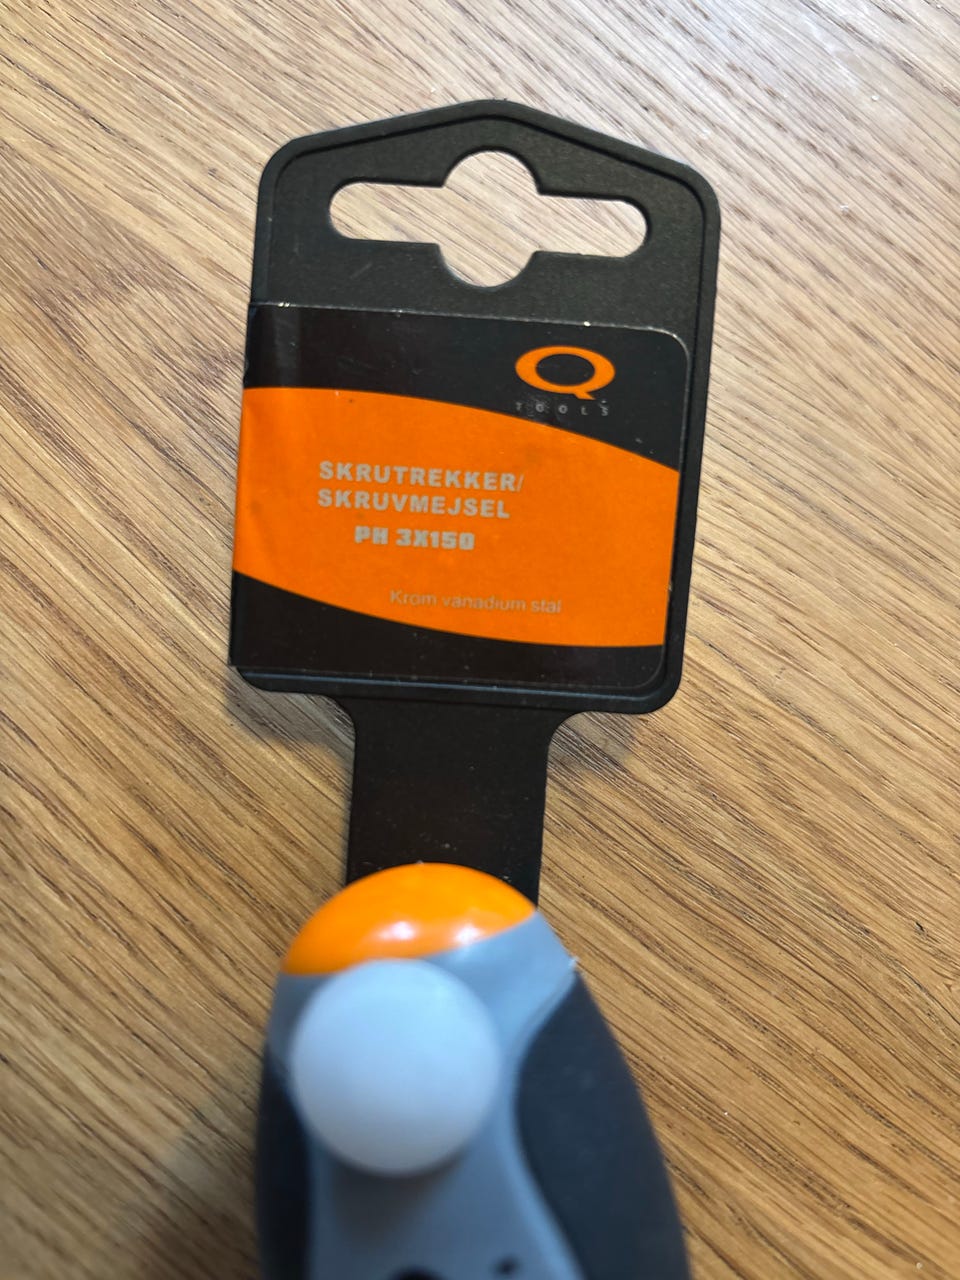 Q
TOOLS
SKRUTREKKER/
SKRUVMEJSEL
PH 3X150
Krom vanadium stål